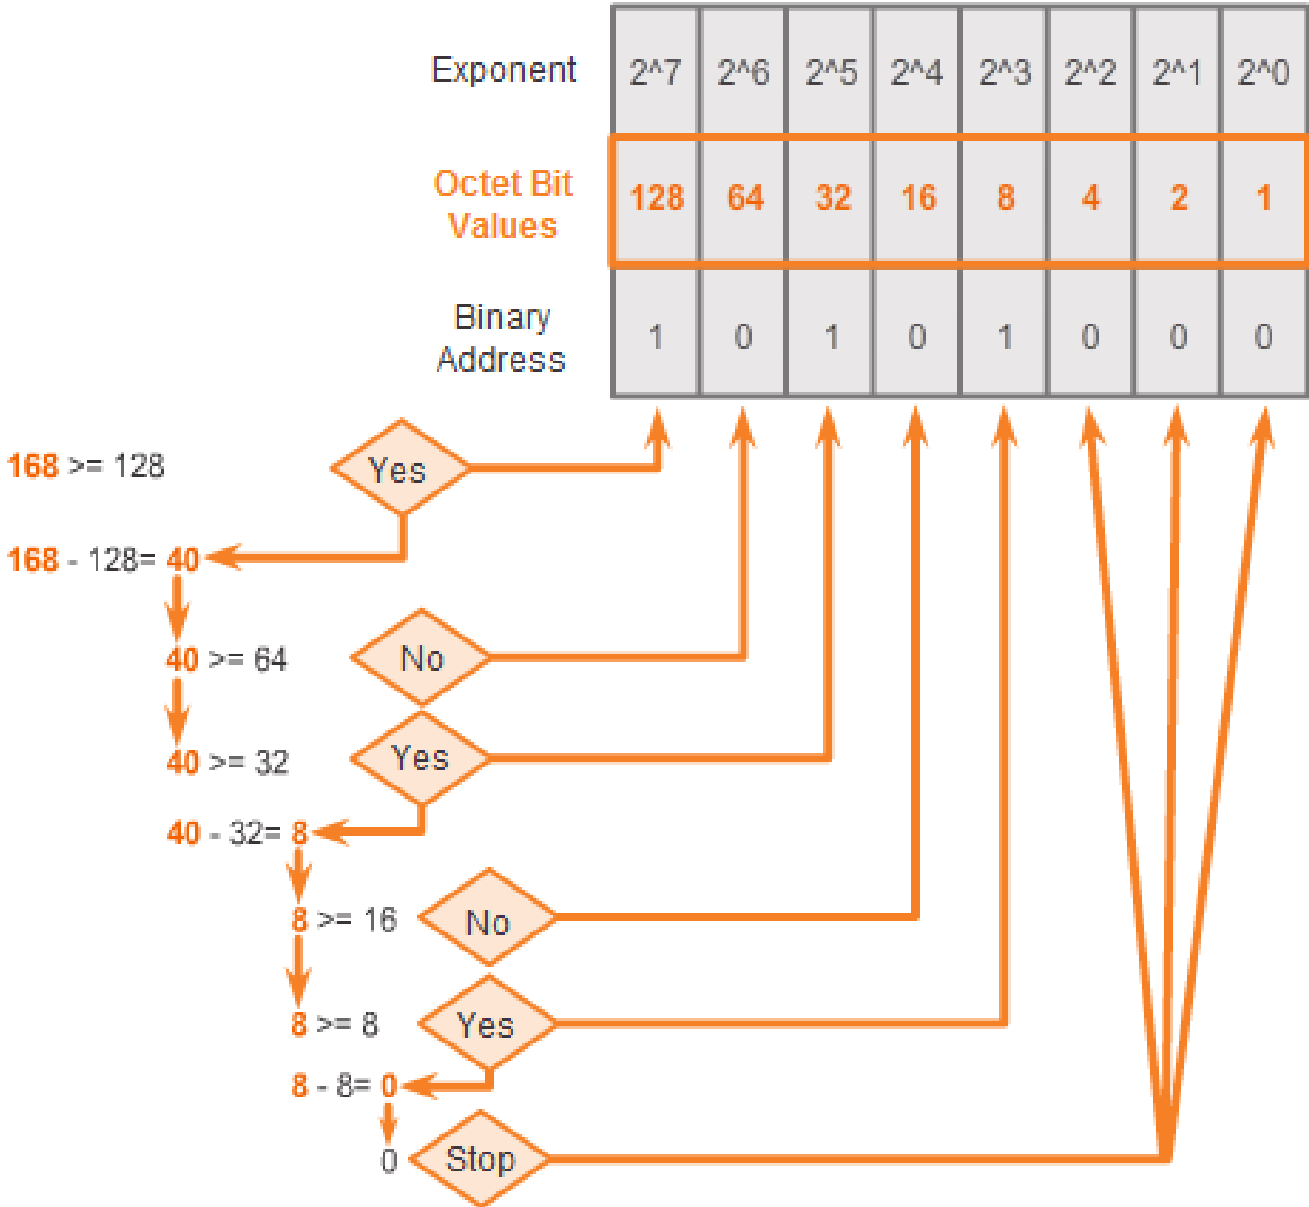 Exponent 2^7 2^6 2^5 2^4 2^3 2^2 2^1 2^0
Octet Bit
Values
128 64 32 16 8 4 2 1
Binary
Address
1 0 1 0 1 0 0 0
168 >= 128 Yes
168 - 128= 40
40 >= 64 No
40 >= 32 Yes
40 - 32= 8
8 >= 16 No
8 >= 8 Yes
8 - 8= 0
0 Stop